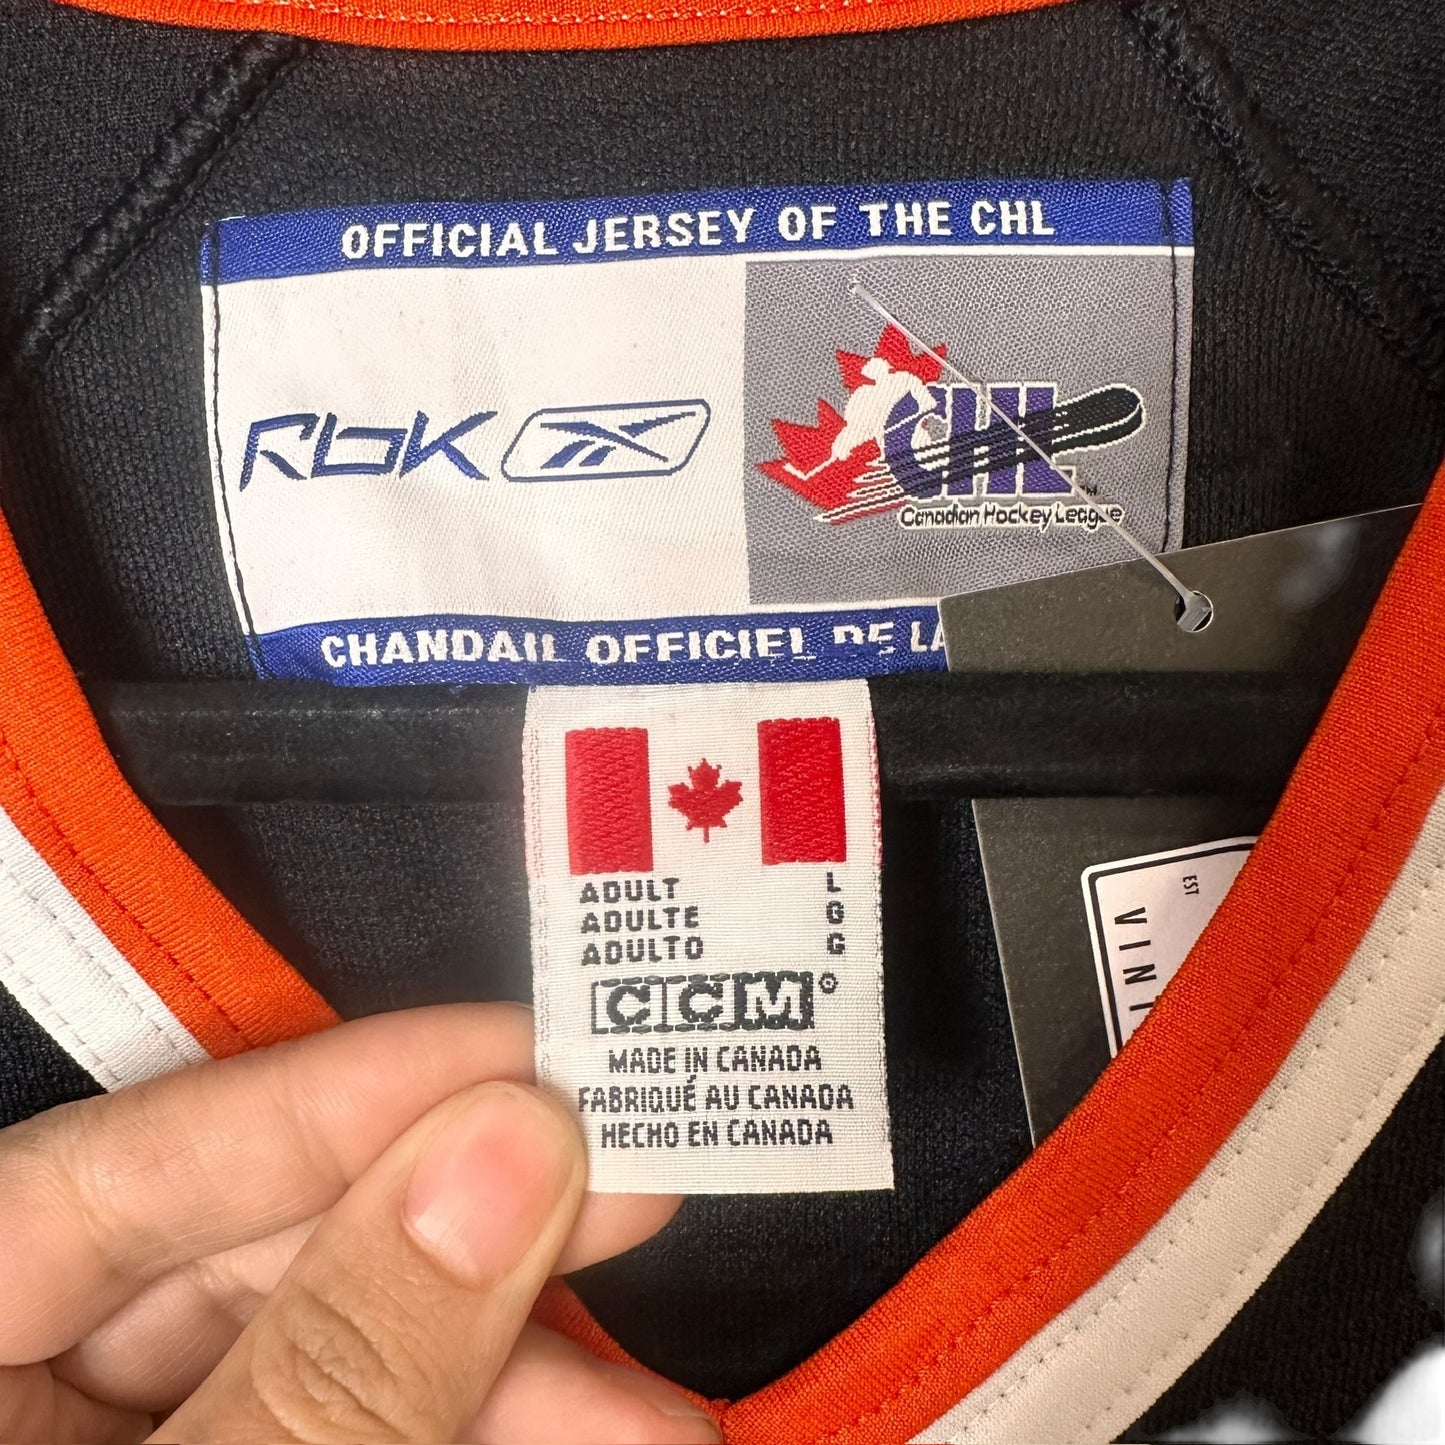 OFFICIAL JERSEY OF THE CHL
RbK
CHL
Canadian Hockey League
CHANDAIL OFFICIEL DE LA
ADULT L
ADULTE G
ADULTO G
CCM
MADE IN CANADA
FABRIQUÉ AU CANADA
HECHO EN CANADA
EST